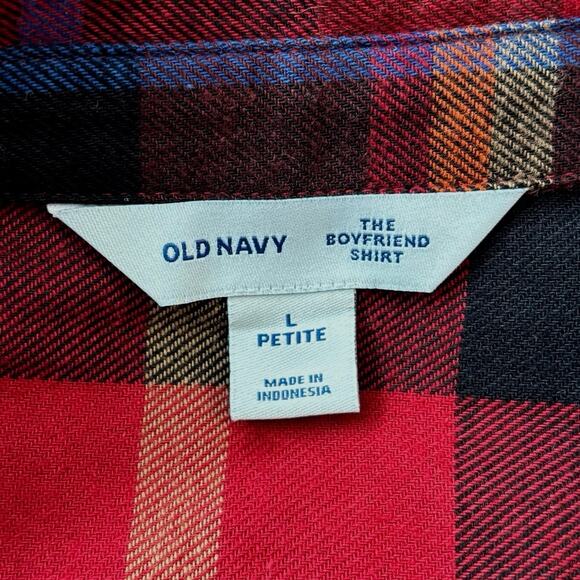 OLD NAVY
THE
BOYFRIEND
SHIRT
L
PETITE
MADE IN
INDONESIA